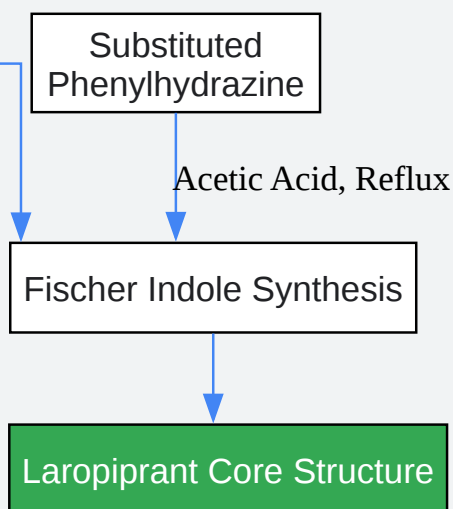 Substituted
Phenylhydrazine
Acetic Acid, Reflux
Fischer Indole Synthesis
Laropiprant Core Structure